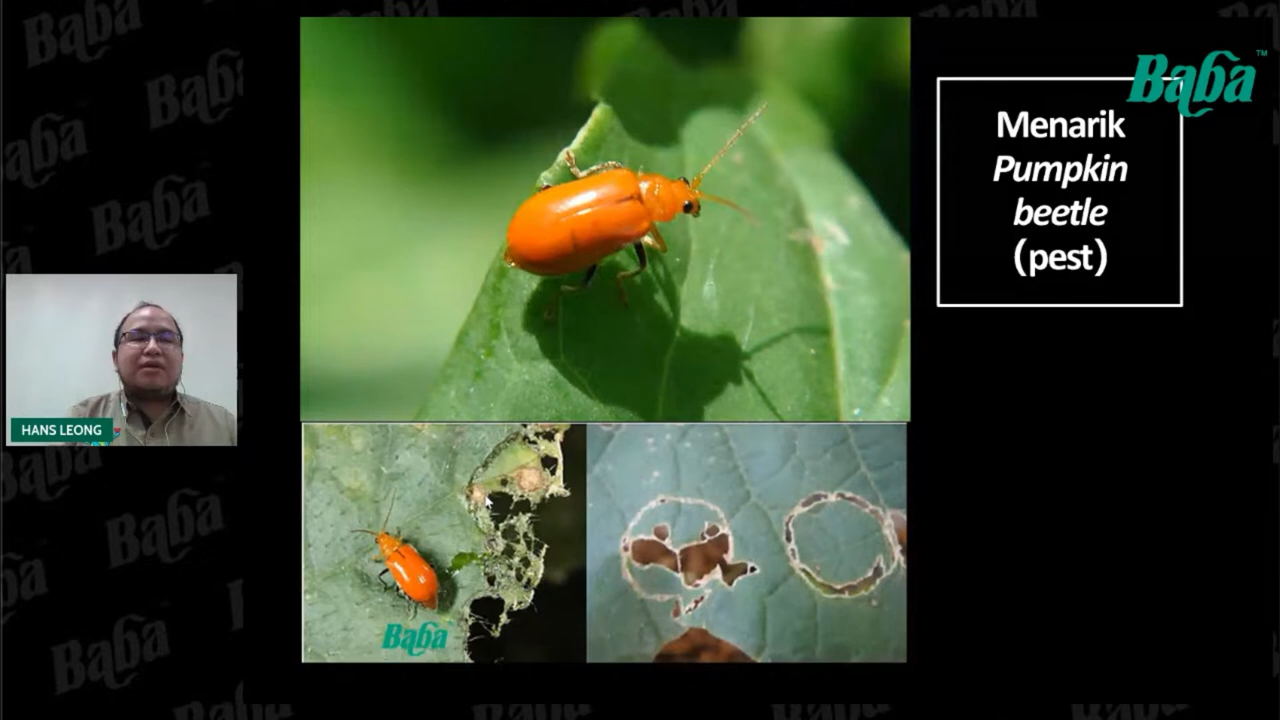 Baba™
Menarik
Pumpkin
beetle
(pest)
HANS LEONG
Baba